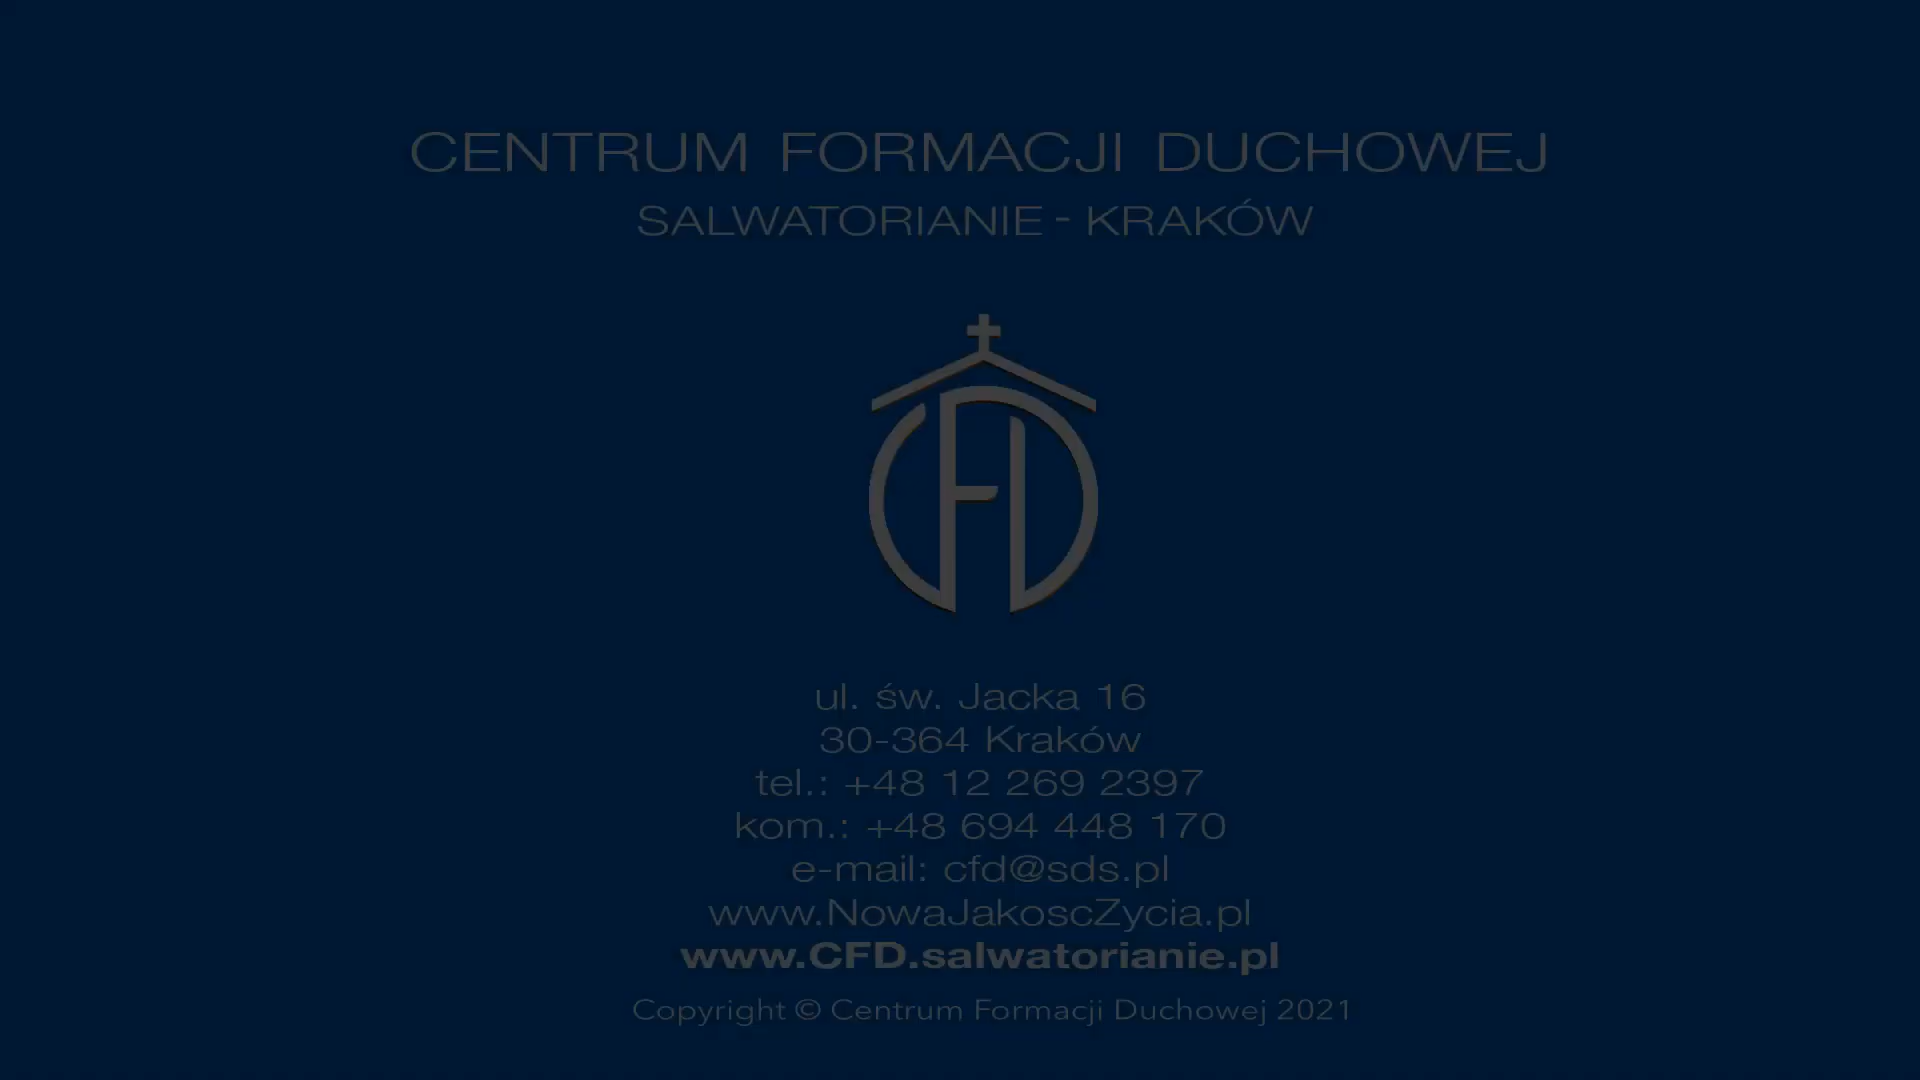 CENTRUM FORMACJI DUCHOWEJ
SALWATORIANIE - KRAKÓW
CFD
ul. św. Jacka 16
30-364 Kraków
tel.: +48 12 269 2397
kom.: +48 694 448 170
e-mail: cfd@sds.pl
www.NowaJakoscZycia.pl
www.CFD.salwatorianie.pl
Copyright © Centrum Formacji Duchowej 2021